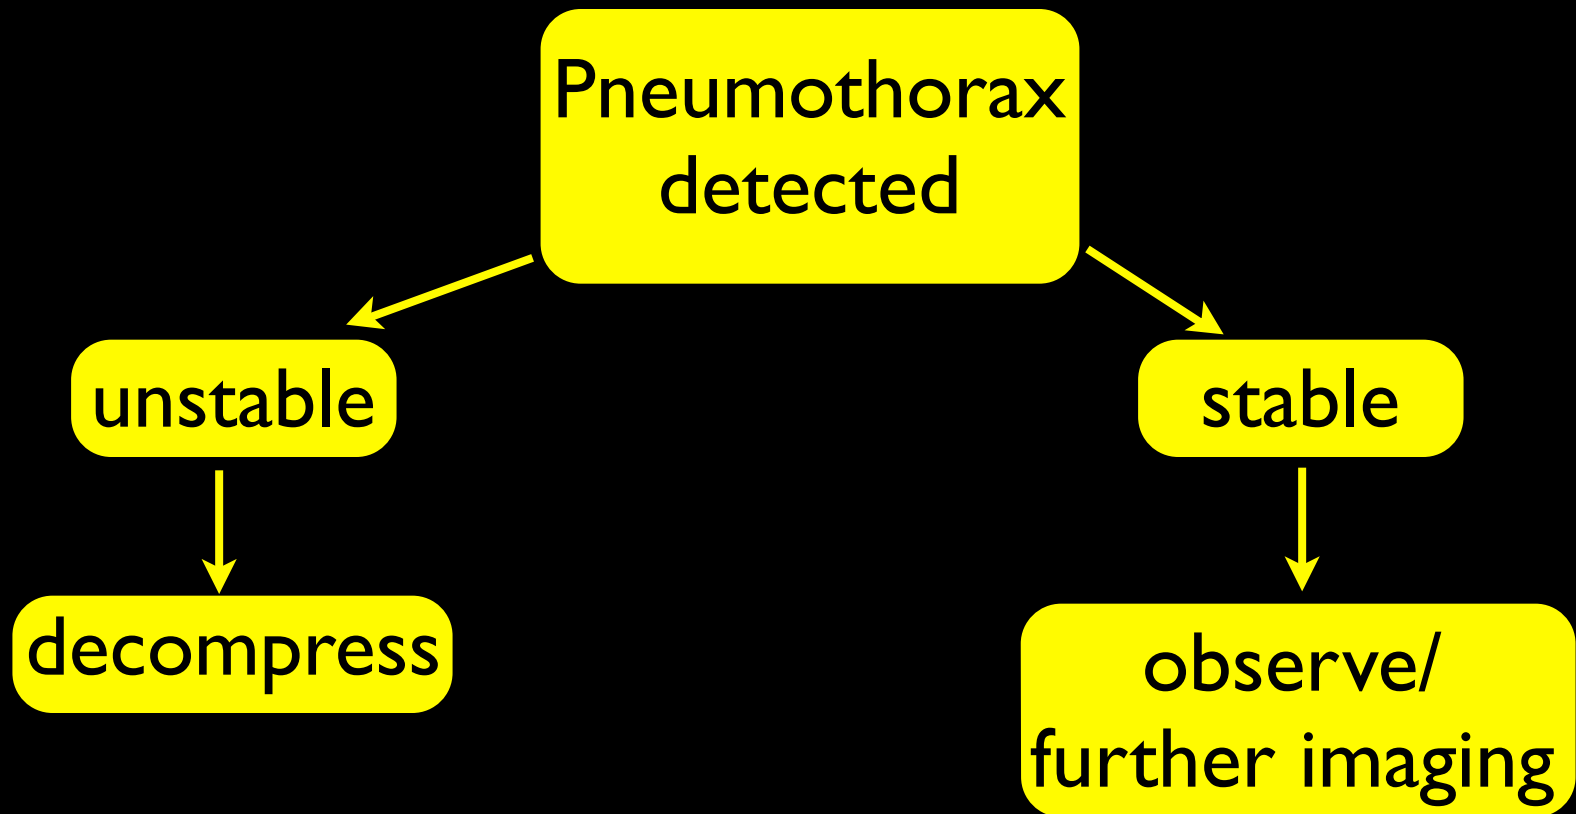 Pneumothorax
detected
unstable
stable
decompress
observe/
further imaging